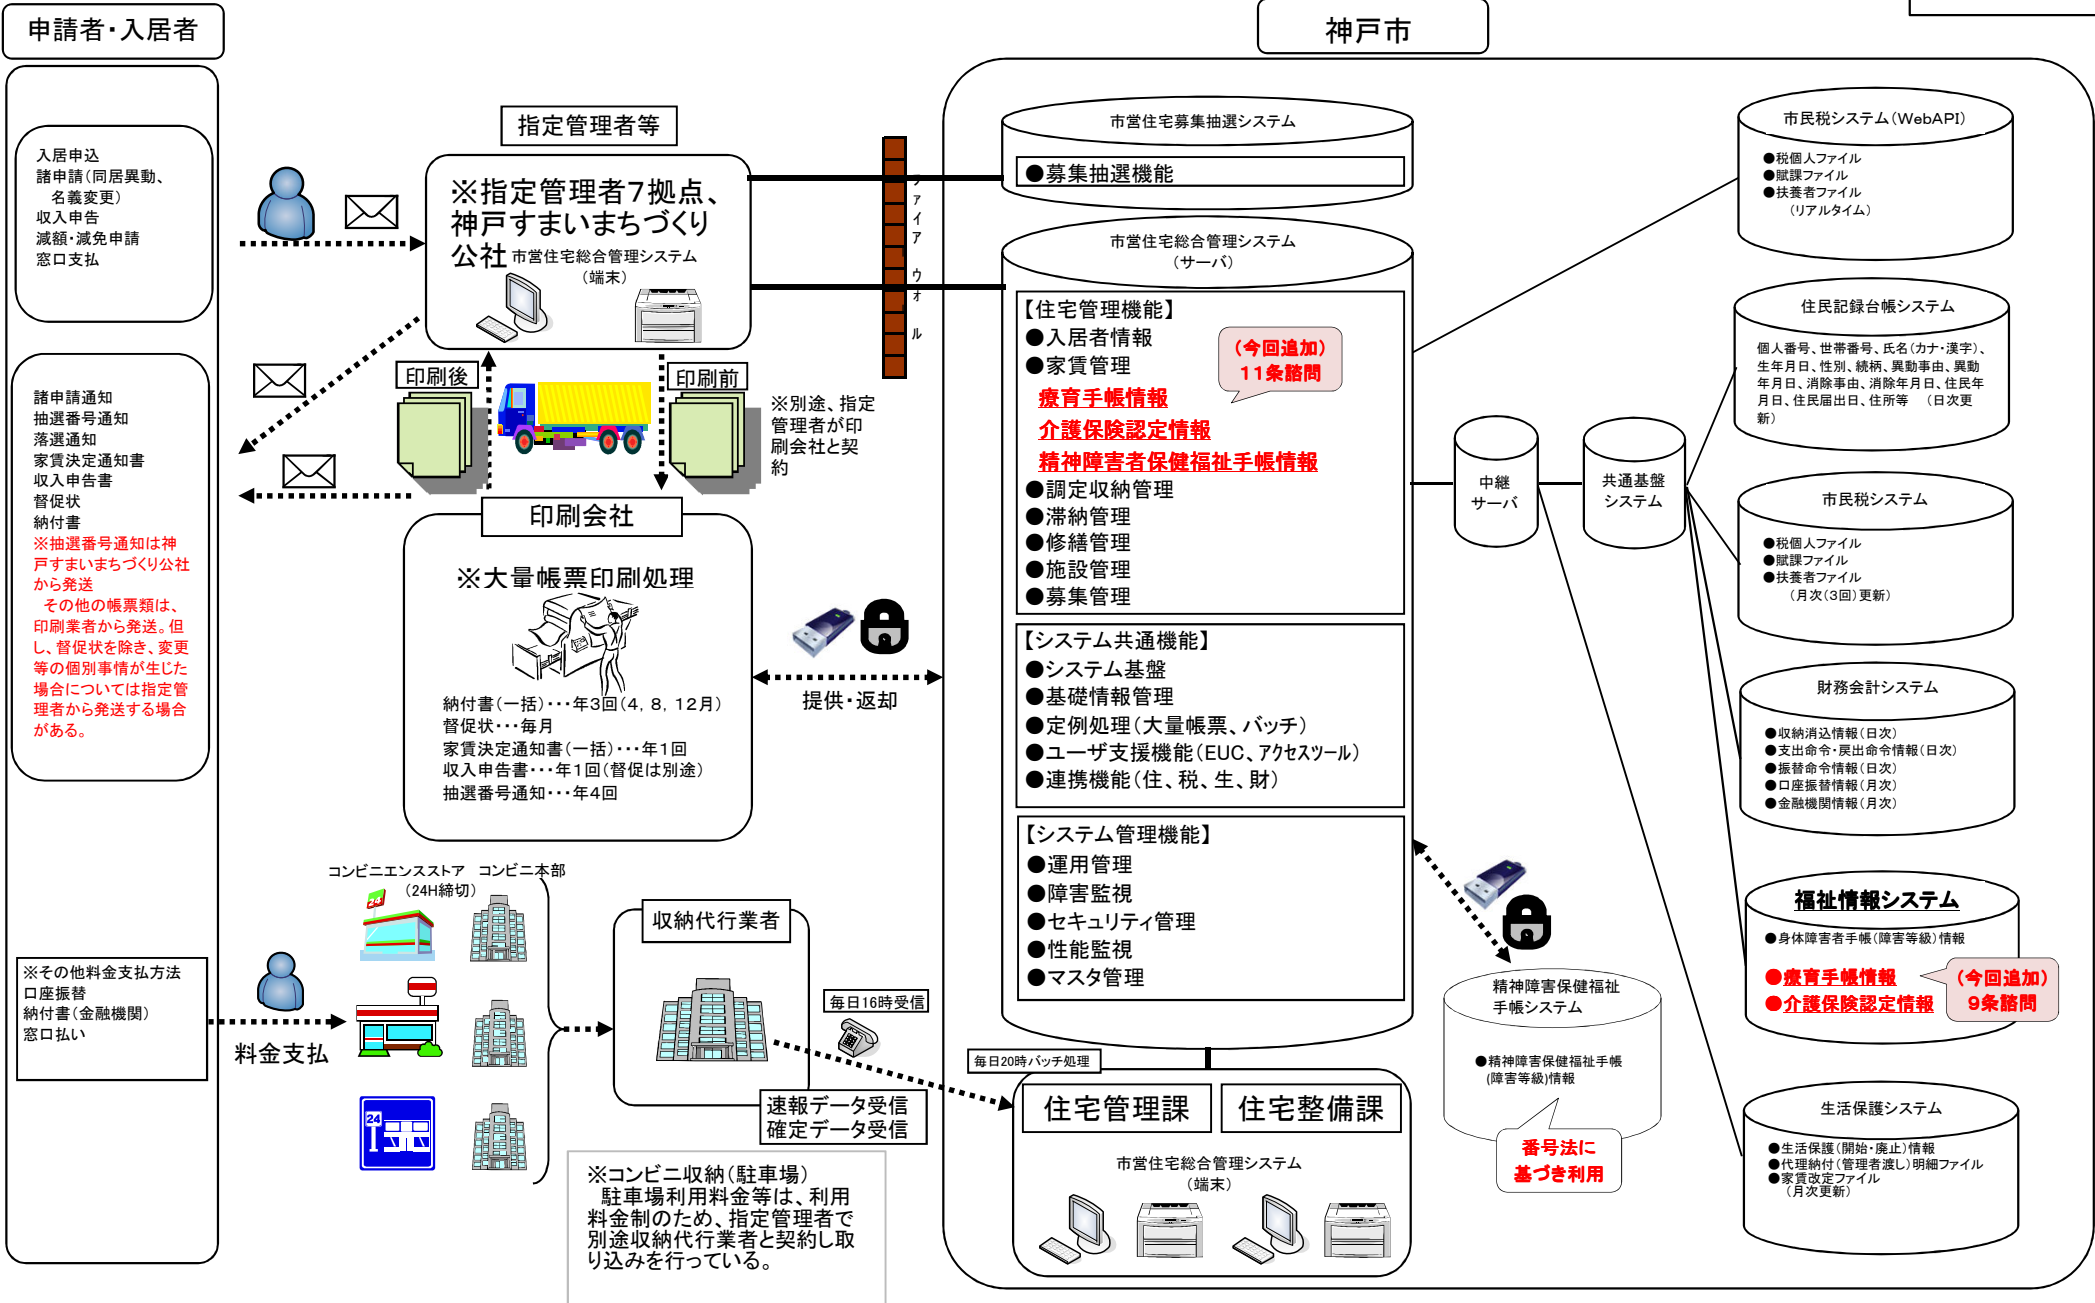 申請者・入居者
神戸市
入居申込
諸申請(同居異動、
名義変更)
収入申告
減額・減免申請
窓口支払
諸申請通知
抽選番号通知
落選通知
家賃決定通知書
収入申告書
督促状
納付書
※抽選番号通知は神
戸すまいまちづくり公社
から発送
その他の帳票類は、
印刷業者から発送。但
し、督促状を除き、変更
等の個別事情が生じた
場合については指定管
理者から発送する場合
がある。
※その他料金支払方法
口座振替
納付書(金融機関)
窓口払い
料金支払
指定管理者等
※指定管理者7拠点、
神戸すまいまちづくり
公社
市営住宅総合管理システム
(端末)
印刷後
印刷前
※別途、指定
管理者が印
刷会社と契
約
印刷会社
※大量帳票印刷処理
納付書(一括)・・・年3回(4, 8, 12月)
督促状・・・毎月
家賃決定通知書(一括)・・・年1回
収入申告書・・・年1回(督促は別途)
抽選番号通知・・・年4回
提供・返却
コンビニエンスストア
(24H締切)
コンビニ本部
24
24
収納代行業者
毎日16時受信
速報データ受信
確定データ受信
※コンビニ収納(駐車場)
駐車場利用料金等は、利用
料金制のため、指定管理者で
別途収納代行業者と契約し取
り込みを行っている。
ファイアウォール
市営住宅募集抽選システム
●募集抽選機能
市営住宅総合管理システム
(サーバ)
【住宅管理機能】
●入居者情報
●家賃管理
療育手帳情報
介護保険認定情報
精神障害者保健福祉手帳情報
●調定収納管理
●滞納管理
●修繕管理
●施設管理
●募集管理
(今回追加)
11条諮問
【システム共通機能】
●システム基盤
●基礎情報管理
●定例処理(大量帳票、バッチ)
●ユーザ支援機能(EUC、アクセスツール)
●連携機能(住、税、生、財)
【システム管理機能】
●運用管理
●障害監視
●セキュリティ管理
●性能監視
●マスタ管理
毎日20時バッチ処理
住宅管理課
住宅整備課
市営住宅総合管理システム
(端末)
中継
サーバ
共通基盤
システム
精神障害保健福祉
手帳システム
●精神障害保健福祉手帳
(障害等級)情報
番号法に
基づき利用
市民税システム(WebAPI)
●税個人ファイル
●賦課ファイル
●扶養者ファイル
(リアルタイム)
住民記録台帳システム
個人番号、世帯番号、氏名(カナ・漢字)、
生年月日、性別、続柄、異動事由、異動
年月日、消除事由、消除年月日、住民年
月日、住民届出日、住所等 (日次更
新)
市民税システム
●税個人ファイル
●賦課ファイル
●扶養者ファイル
(月次(3回)更新)
財務会計システム
●収納消込情報(日次)
●支出命令・戻出命令情報(日次)
●振替命令情報(日次)
●口座振替情報(月次)
●金融機関情報(月次)
福祉情報システム
●身体障害者手帳(障害等級)情報
●療育手帳情報
●介護保険認定情報
(今回追加)
9条諮問
生活保護システム
●生活保護(開始・廃止)情報
●代理納付(管理者渡し)明細ファイル
●家賃改定ファイル
(月次更新)